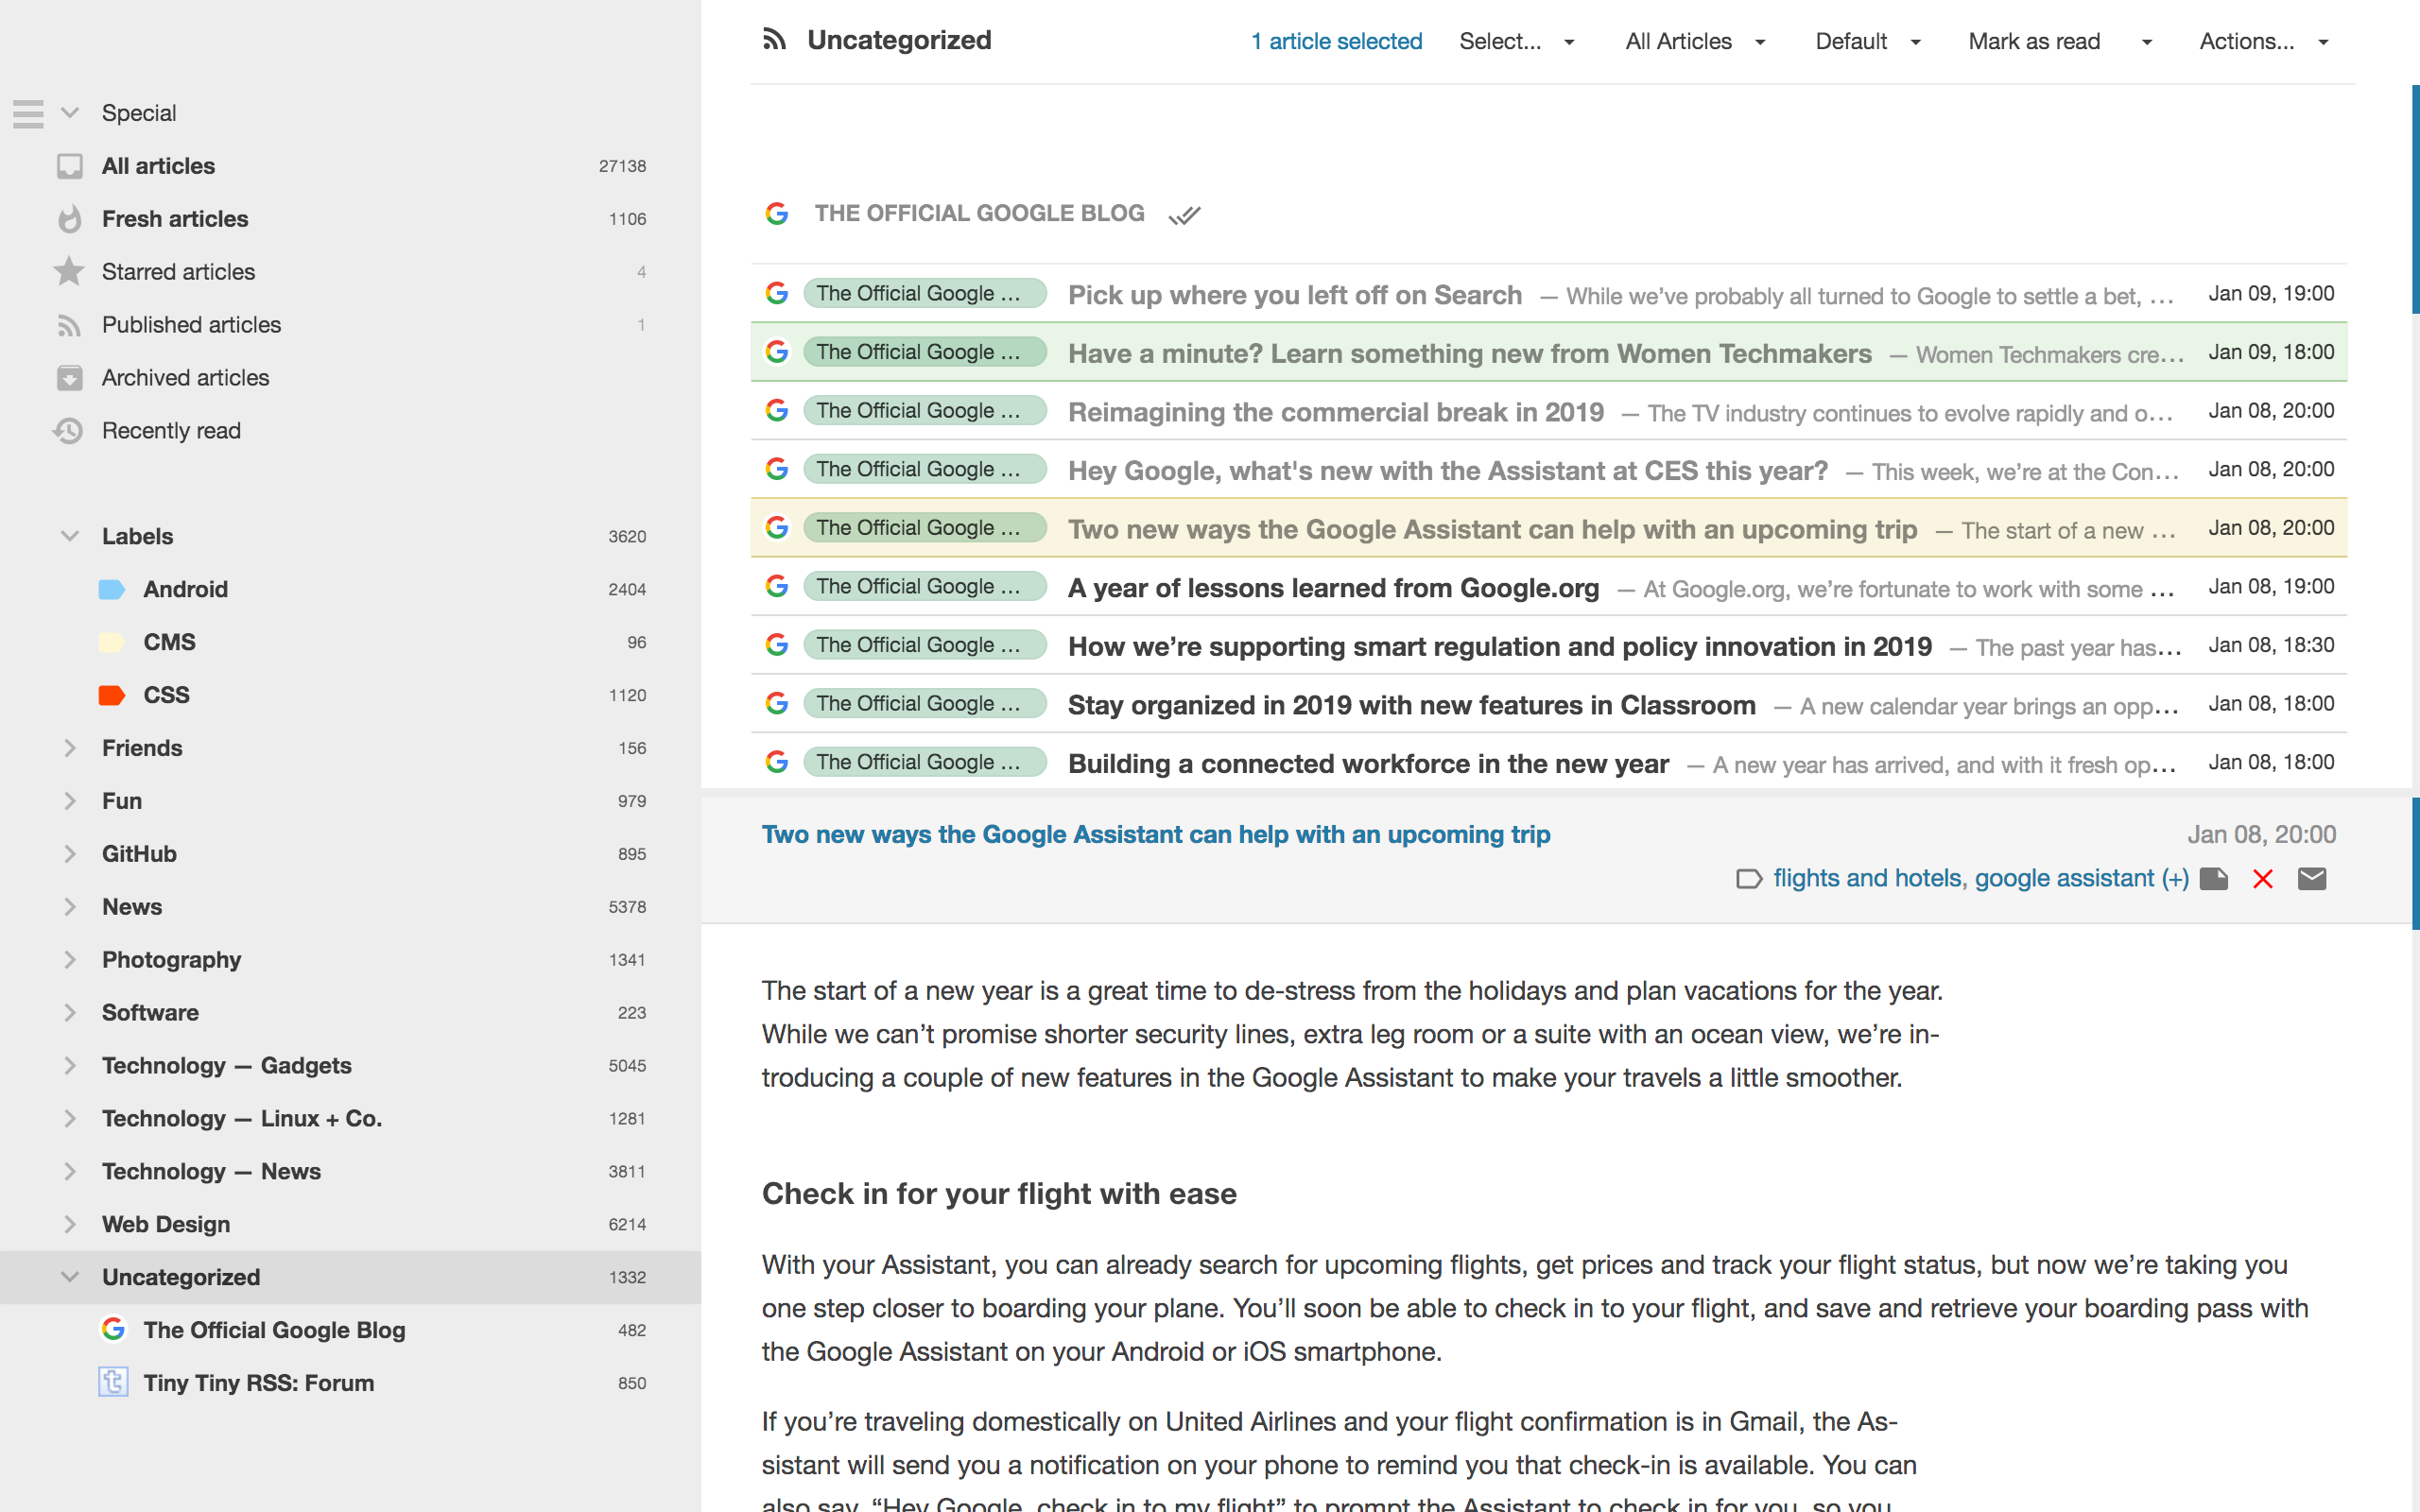 Special
All articles 27138
Fresh articles 1106
Starred articles 4
Published articles 1
Archived articles
Recently read
Labels 3620
Android 2404
CMS 96
CSS 1120
Friends 156
Fun 979
GitHub 895
News 5378
Photography 1341
Software 223
Technology — Gadgets 5045
Technology — Linux + Co. 1281
Technology — News 3811
Web Design 6214
Uncategorized 1332
The Official Google Blog 482
Tiny Tiny RSS: Forum 850
Uncategorized 1 article selected Select... All Articles Default Mark as read Actions...
THE OFFICIAL GOOGLE BLOG
The Official Google … Pick up where you left off on Search — While we’ve probably all turned to Google to settle a bet, … Jan 09, 19:00
The Official Google … Have a minute? Learn something new from Women Techmakers — Women Techmakers cre… Jan 09, 18:00
The Official Google … Reimagining the commercial break in 2019 — The TV industry continues to evolve rapidly and o… Jan 08, 20:00
The Official Google … Hey Google, what's new with the Assistant at CES this year? — This week, we’re at the Con… Jan 08, 20:00
The Official Google … Two new ways the Google Assistant can help with an upcoming trip — The start of a new … Jan 08, 20:00
The Official Google … A year of lessons learned from Google.org — At Google.org, we’re fortunate to work with some … Jan 08, 19:00
The Official Google … How we’re supporting smart regulation and policy innovation in 2019 — The past year has… Jan 08, 18:30
The Official Google … Stay organized in 2019 with new features in Classroom — A new calendar year brings an opp… Jan 08, 18:00
The Official Google … Building a connected workforce in the new year — A new year has arrived, and with it fresh op… Jan 08, 18:00
Two new ways the Google Assistant can help with an upcoming trip Jan 08, 20:00
flights and hotels, google assistant (+)
The start of a new year is a great time to de-stress from the holidays and plan vacations for the year.
While we can’t promise shorter security lines, extra leg room or a suite with an ocean view, we’re in-
troducing a couple of new features in the Google Assistant to make your travels a little smoother.
Check in for your flight with ease
With your Assistant, you can already search for upcoming flights, get prices and track your flight status, but now we’re taking you
one step closer to boarding your plane. You’ll soon be able to check in to your flight, and save and retrieve your boarding pass with
the Google Assistant on your Android or iOS smartphone.
If you’re traveling domestically on United Airlines and your flight confirmation is in Gmail, the As-
sistant will send you a notification on your phone to remind you that check-in is available. You can
also say, “Hey Google, check in to my flight” to prompt the Assistant to check in for you, so you